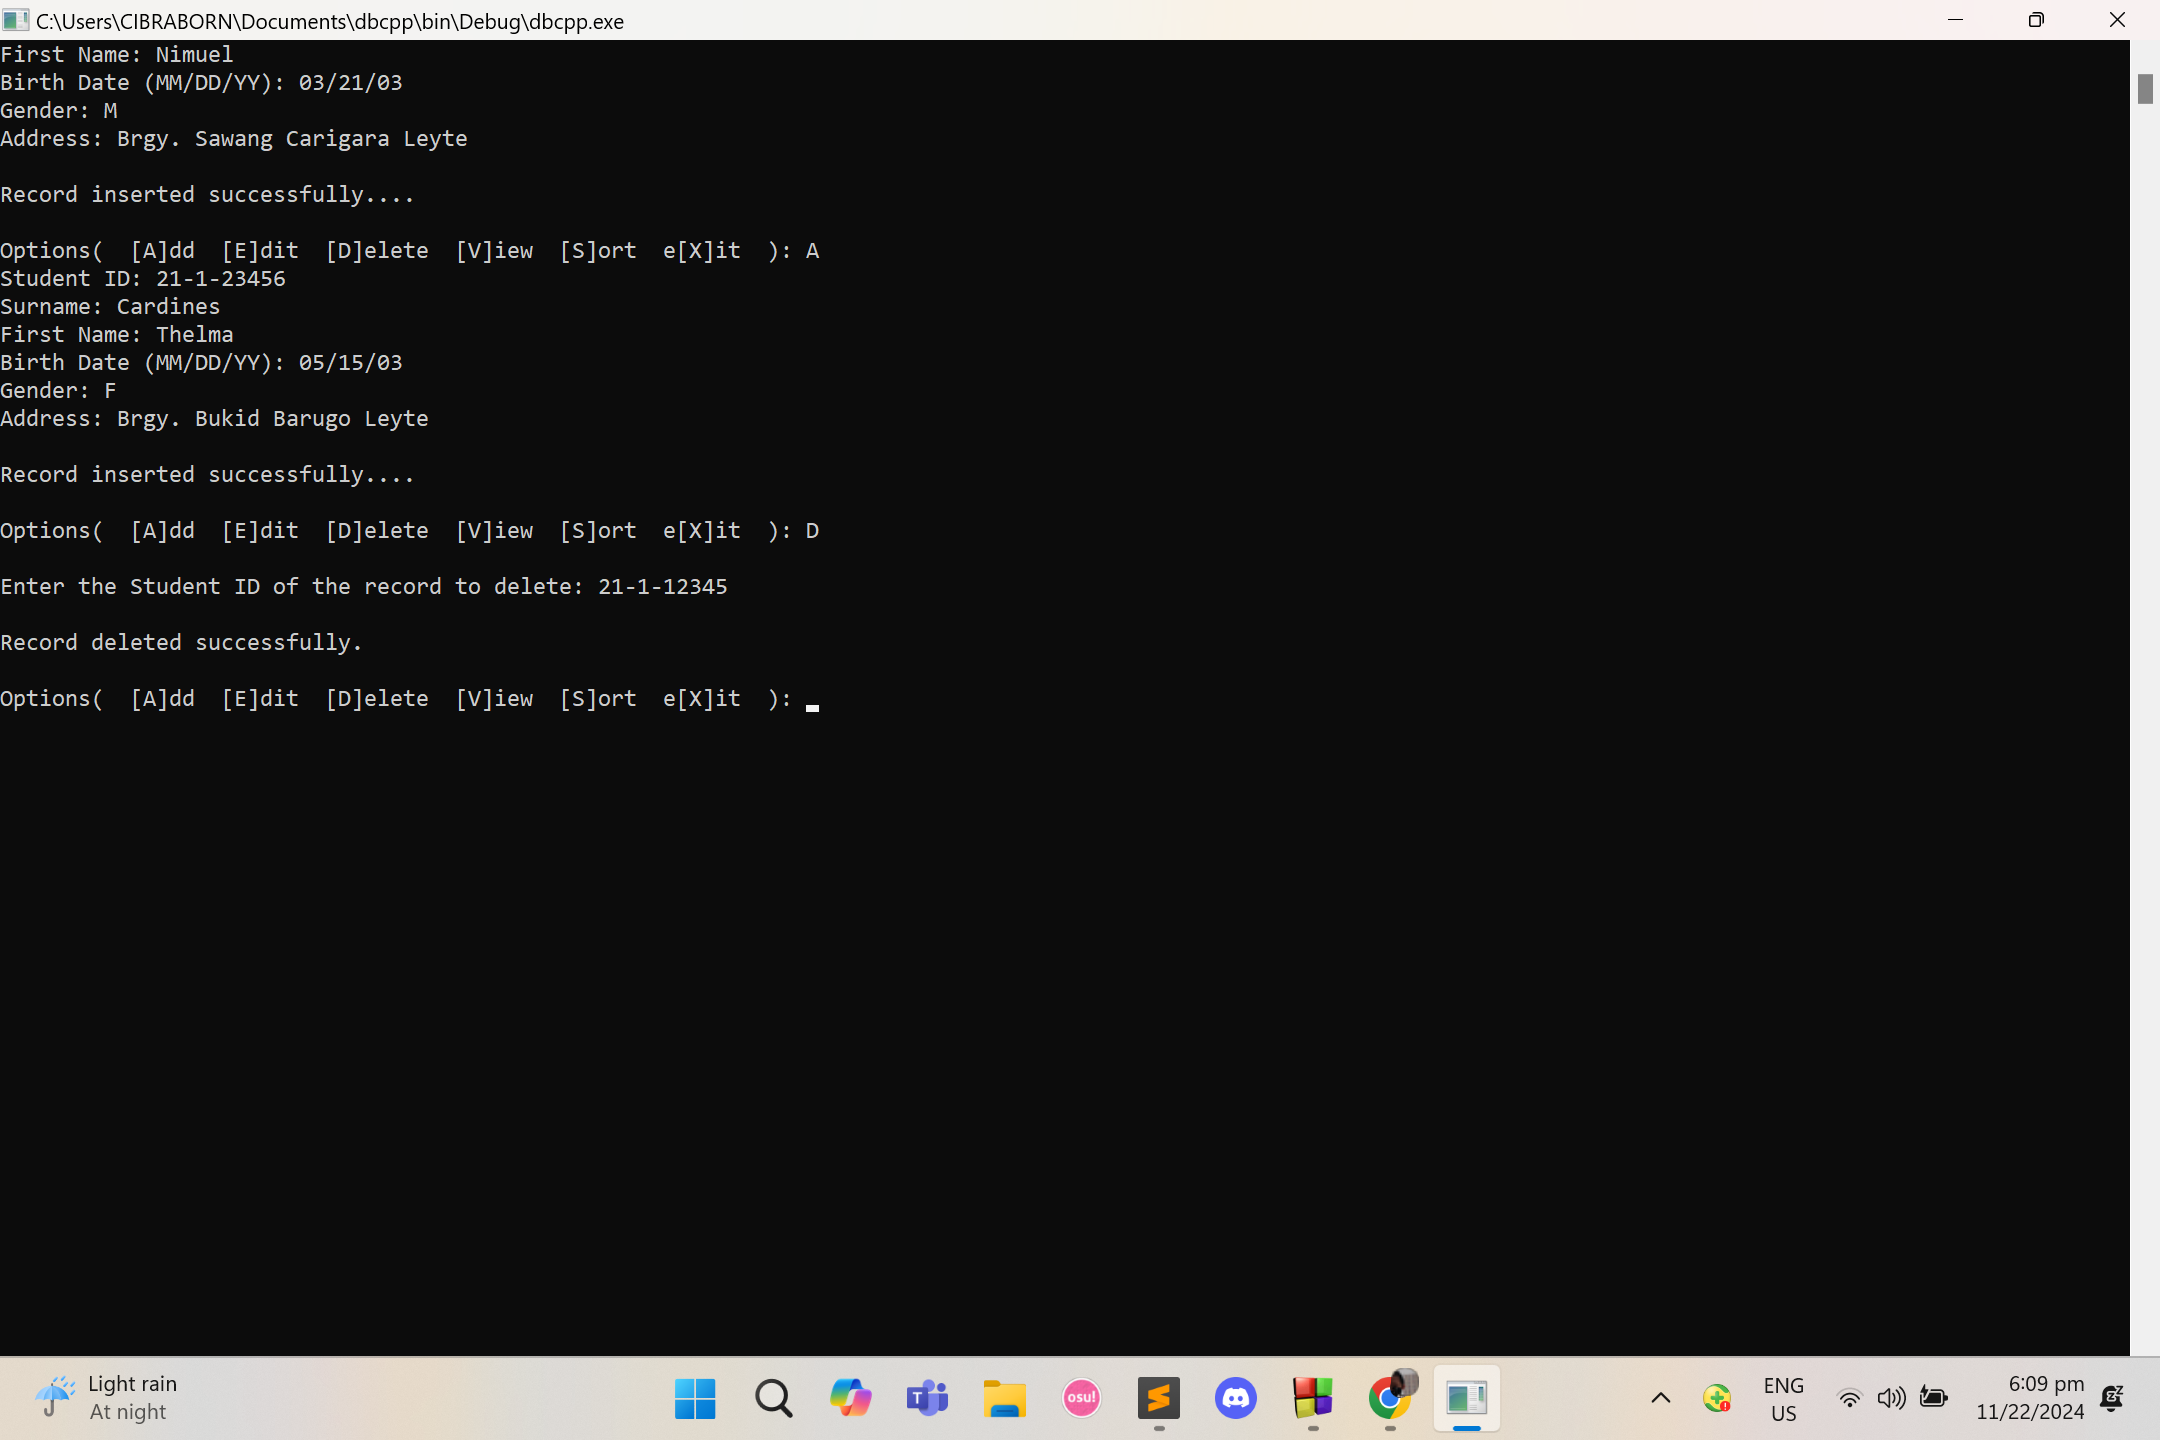 C:\Users\CIBRABORN\Documents\dbcpp\bin\Debug\dbcpp.exe
First Name: Nimuel
Birth Date (MM/DD/YY): 03/21/03
Gender: M
Address: Brgy. Sawang Carigara Leyte
Record inserted successfully....
Options(  [A]dd  [E]dit  [D]elete  [V]iew  [S]ort  e[X]it  ): A
Student ID: 21-1-23456
Surname: Cardines
First Name: Thelma
Birth Date (MM/DD/YY): 05/15/03
Gender: F
Address: Brgy. Bukid Barugo Leyte
Record inserted successfully....
Options(  [A]dd  [E]dit  [D]elete  [V]iew  [S]ort  e[X]it  ): D
Enter the Student ID of the record to delete: 21-1-12345
Record deleted successfully.
Options(  [A]dd  [E]dit  [D]elete  [V]iew  [S]ort  e[X]it  ):
Light rain
At night
T
osu!
S
ENG
US
6:09 pm
11/22/2024